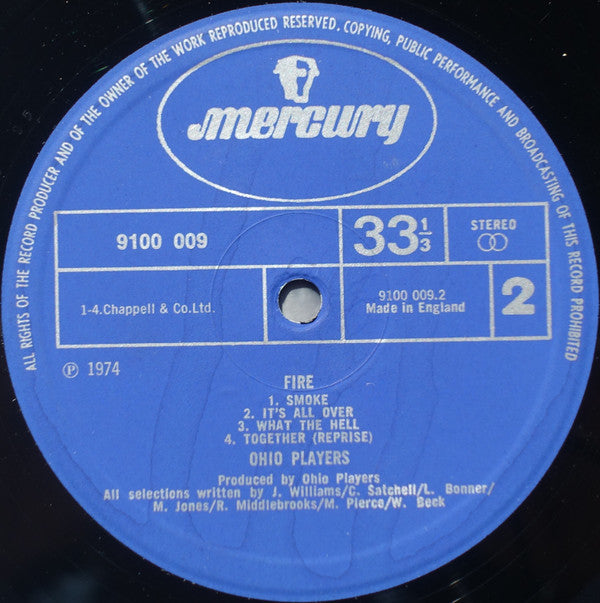 ALL RIGHTS OF THE RECORD PRODUCER AND OF THE OWNER OF THE WORK REPRODUCED RESERVED. COPYING, PUBLIC PERFORMANCE AND BROADCASTING OF THIS RECORD PROHIBITED
mercury
9100 009
33 1/3
STEREO
1-4.Chappell & Co.Ltd.
9100 009.2
Made in England
2
℗ 1974
FIRE
1. SMOKE
2. IT'S ALL OVER
3. WHAT THE HELL
4. TOGETHER (REPRISE)
OHIO PLAYERS
Produced by Ohio Players
All selections written by J. Williams/C. Satchell/L. Bonner/
M. Jones/R. Middlebrooks/M. Pierce/W. Beck